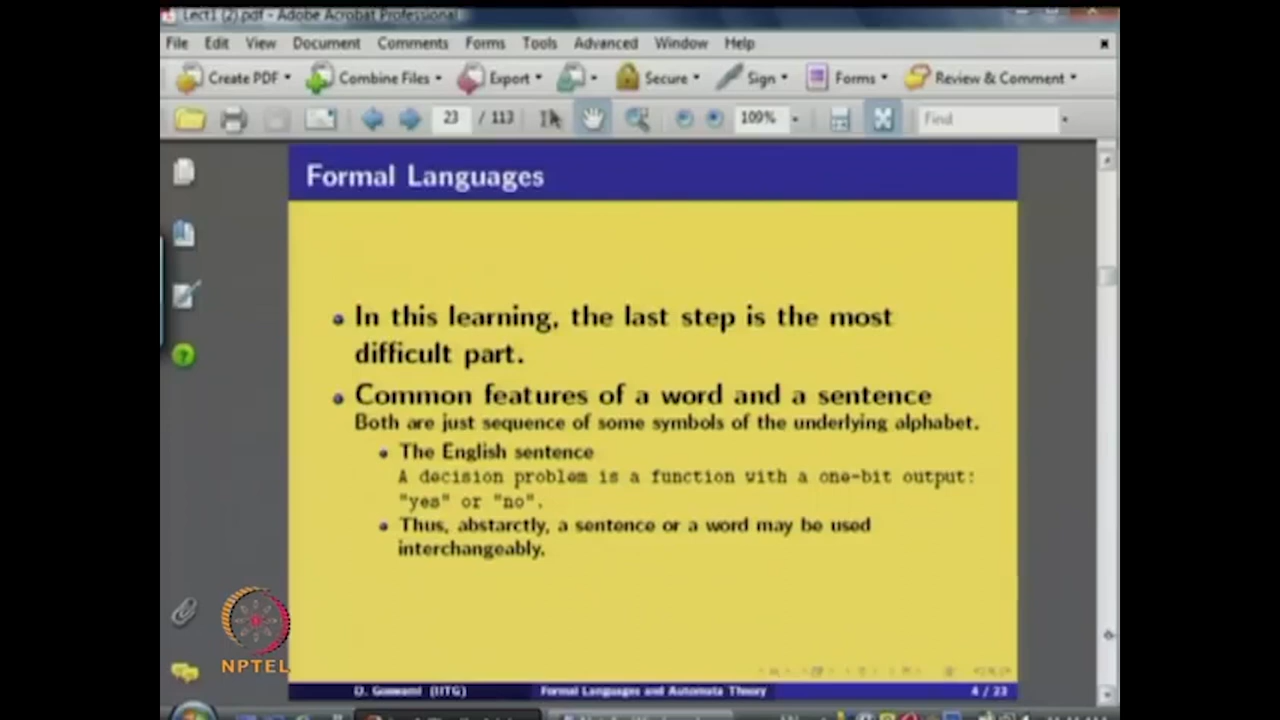 Lect1 (2).pdf - Adobe Acrobat Professional
File Edit View Document Comments Forms Tools Advanced Window Help
Create PDF Combine Files Export Secure Sign Forms Review & Comment
23 / 113 109% Find
Formal Languages
In this learning, the last step is the most
difficult part.
Common features of a word and a sentence
Both are just sequence of some symbols of the underlying alphabet.
The English sentence
A decision problem is a function with a one-bit output:
"yes" or "no".
Thus, abstarctly, a sentence or a word may be used
interchangeably.
NPTEL
D. Goswami (IITG) Formal Languages and Automata Theory 4 / 23